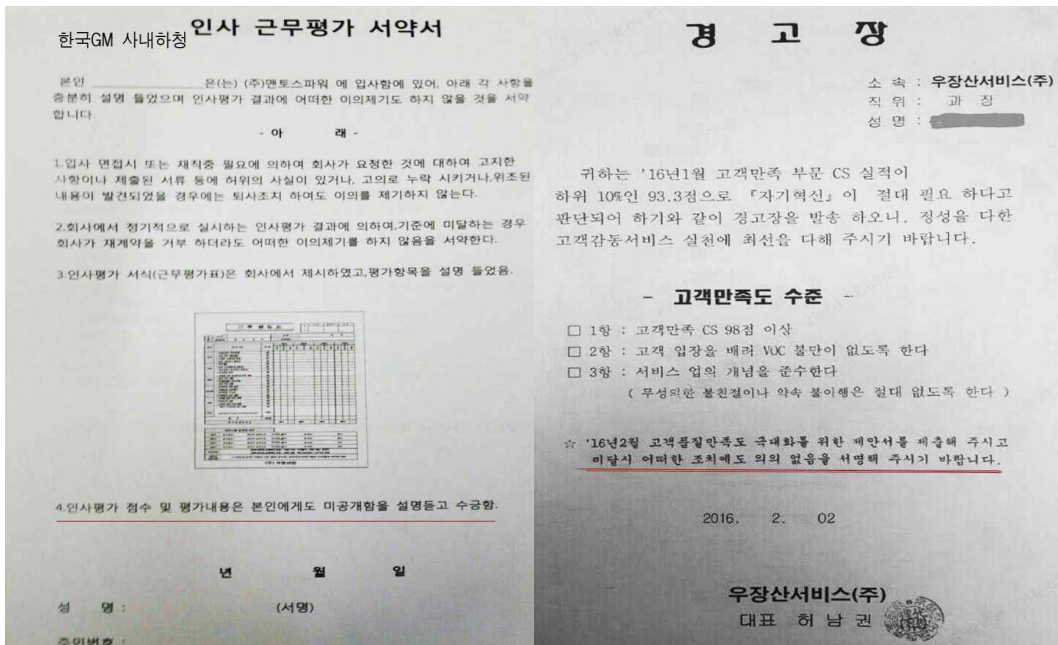 한국GM 사내하청
인사 근무평가 서약서
본인 은(는) (주)맨토스파워 에 입사함에 있어, 아래 각 사항을
충분히 설명 들었으며 인사평가 결과에 어떠한 이의제기도 하지 않을 것을 서약
합니다.
- 아 래 -
1.입사 면접시 또는 재직중 필요에 의하여 회사가 요청한 것에 대하여 고지한
사항이나 제출된 서류 등에 허위의 사실이 있거나, 고의로 누락 시키거나,위조된
내용이 발견되었을 경우에는 퇴사조치 하여도 이의를 제기하지 않는다.
2.회사에서 정기적으로 실시하는 인사평가 결과에 의하여,기준에 미달하는 경우
회사가 재계약을 거부 하더라도 어떠한 이의제기를 하지 않음을 서약한다.
3.인사평가 서식(근무평가표)은 회사에서 제시하였고,평가항목을 설명 들었음.
4.인사평가 점수 및 평가내용은 본인에게도 미공개함을 설명듣고 수긍함.
년 월 일
성 명 : (서명)
주민번호 :
경 고 장
소 속 : 우장산서비스(주)
직 위 : 과 장
성 명 :
귀하는 '16년1월 고객만족 부문 CS 실적이
하위 10%인 93.3점으로 『자기혁신』이 절대 필요 하다고
판단되어 하기와 같이 경고장을 발송 하오니, 정성을 다한
고객감동서비스 실천에 최선을 다해 주시기 바랍니다.
- 고객만족도 수준 -
□ 1항 : 고객만족 CS 98점 이상
□ 2항 : 고객 입장을 배려 VOC 불만이 없도록 한다
□ 3항 : 서비스 업의 개념을 준수한다
( 무성의한 불친절이나 약속 불이행은 절대 없도록 한다 )
☆ '16년2월 고객품질만족도 극대화를 위한 제안서를 제출해 주시고
미달시 어떠한 조치에도 의의 없음을 서명해 주시기 바랍니다.
2016. 2. 02
우장산서비스(주)
대표 허남권